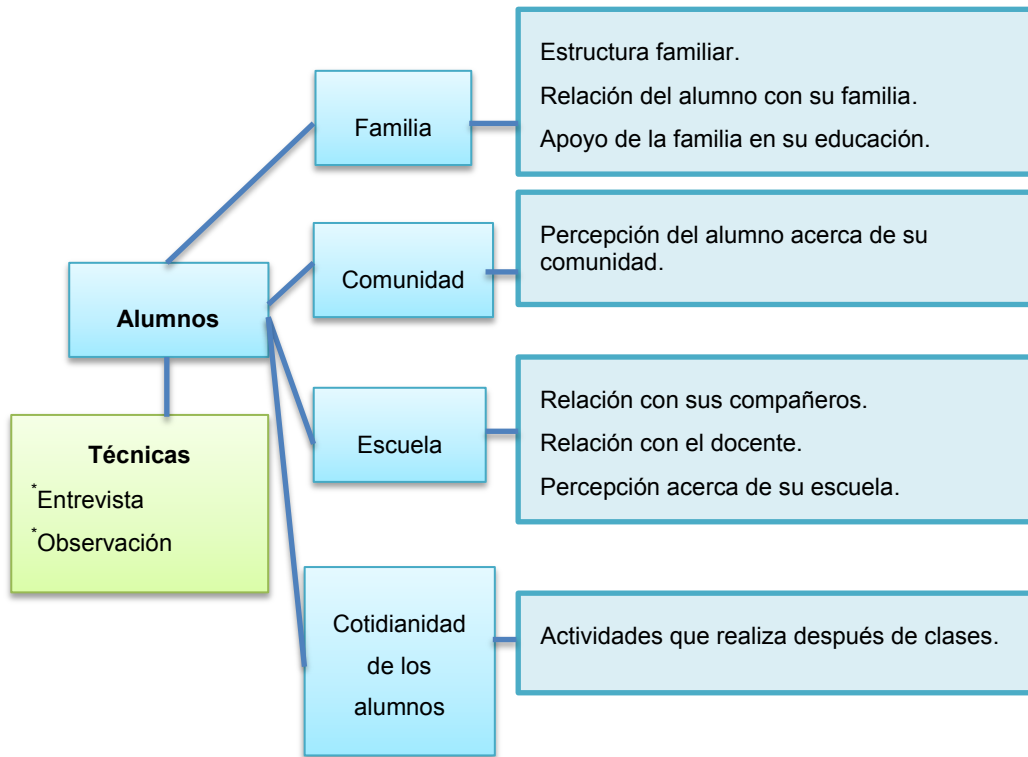 Estructura familiar.
Relación del alumno con su familia.
Apoyo de la familia en su educación.
Familia
Percepción del alumno acerca de su
comunidad.
Comunidad
Alumnos
Relación con sus compañeros.
Relación con el docente.
Percepción acerca de su escuela.
Escuela
Técnicas
*Entrevista
*Observación
Cotidianidad
de los
alumnos
Actividades que realiza después de clases.